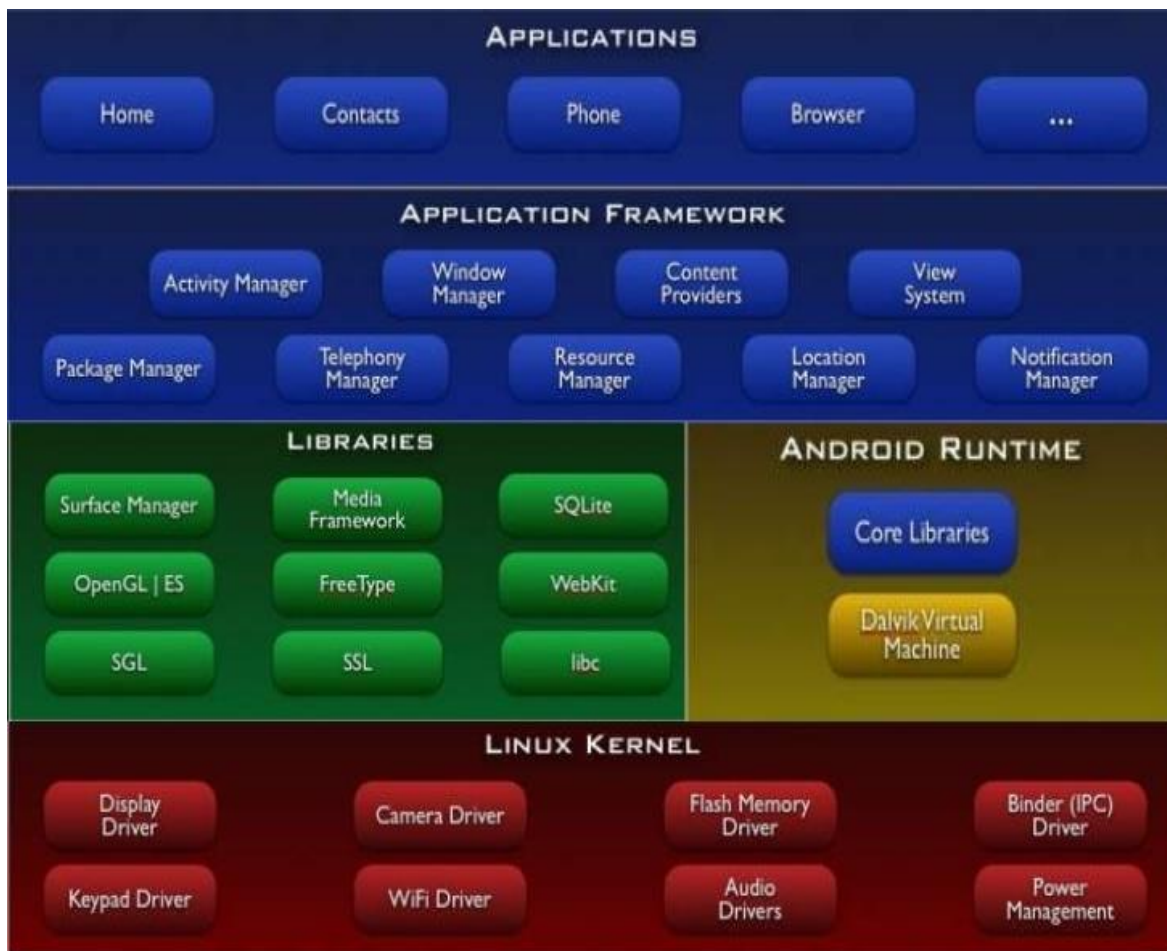 APPLICATIONS
Home
Contacts
Phone
Browser
...
APPLICATION FRAMEWORK
Activity Manager
Window
Manager
Content
Providers
View
System
Package Manager
Telephony
Manager
Resource
Manager
Location
Manager
Notification
Manager
LIBRARIES
Surface Manager
Media
Framework
SQLite
OpenGL | ES
FreeType
WebKit
SGL
SSL
libc
ANDROID RUNTIME
Core Libraries
Dalvik Virtual
Machine
LINUX KERNEL
Display
Driver
Camera Driver
Flash Memory
Driver
Binder (IPC)
Driver
Keypad Driver
WiFi Driver
Audio
Drivers
Power
Management